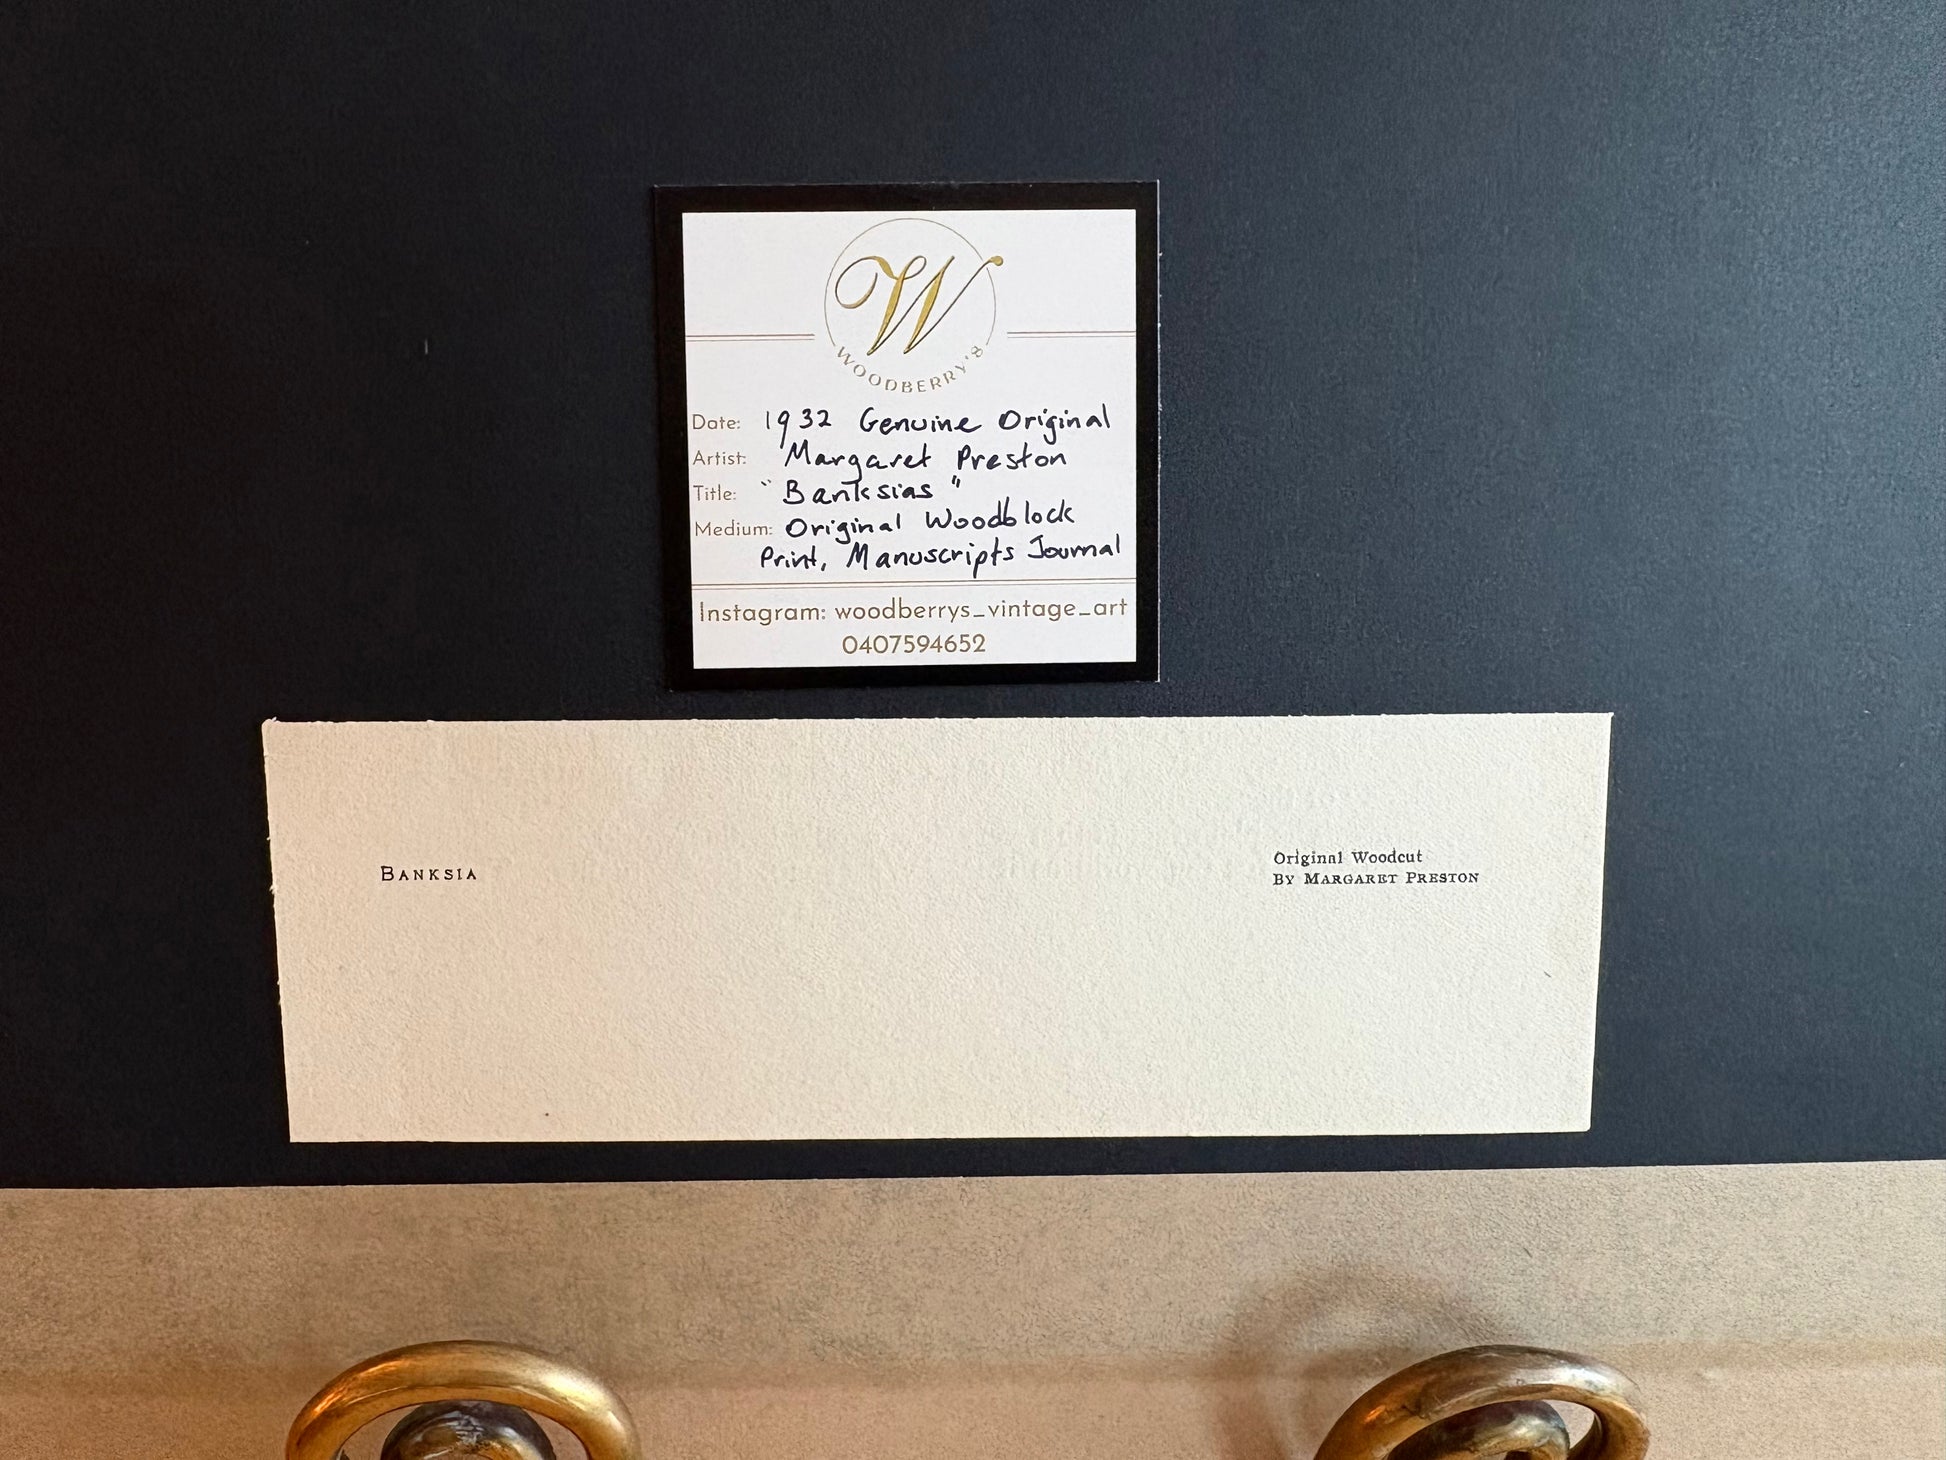 W
WOODBERRY'S
Date: 1932 Genuine Original
Artist: Margaret Preston
Title: "Banksias"
Medium: Original Woodblock
Print, Manuscripts Journal
Instagram: woodberrys_vintage_art
0407594652
BANKSIA
Original Woodcut
BY MARGARET PRESTON